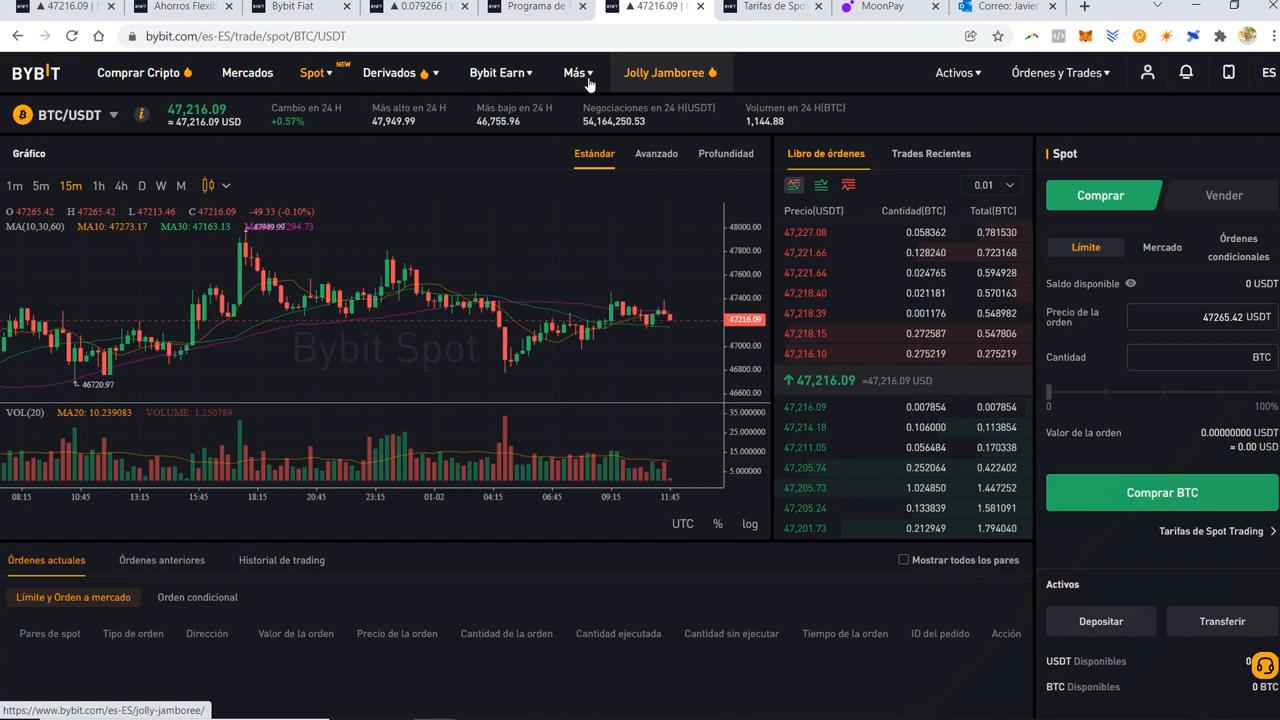 Ahorros Flexib
Bybit Fiat
▲ 0.079266 |
Programa de
▲ 47216.09 |
Tarifas de Spo
MoonPay
Correo: Javier
bybit.com/es-ES/trade/spot/BTC/USDT
BYBIT
Comprar Cripto
Mercados
Spot
NEW
Derivados
Bybit Earn
Más
Jolly Jamboree
Activos
Órdenes y Trades
ES
BTC/USDT
47,216.09
≈ 47,216.09 USD
Cambio en 24 H
+0.57%
Más alto en 24 H
47,949.99
Más bajo en 24 H
46,755.96
Negociaciones en 24 H(USDT)
54,164,250.53
Volumen en 24 H(BTC)
1,144.88
Gráfico
Estándar
Avanzado
Profundidad
1m 5m 15m 1h 4h D W M
O 47265.42 H 47265.42 L 47213.46 C 47216.09 -49.33 (-0.10%)
MA(10,30,60) MA10: 47273.17 MA30: 47163.13
47949.99
48000.00
47800.00
47600.00
47400.00
47216.09
47000.00
46800.00
46600.00
Bybit Spot
46720.97
VOL(20) MA20: 10.239083 VOLUME: 1.250789
35.000000
25.000000
15.000000
5.000000
08:15 10:45 13:15 15:45 18:15 20:45 23:15 01-02 04:15 06:45 09:15 11:45
UTC % log
Libro de órdenes
Trades Recientes
0.01
Precio(USDT) Cantidad(BTC) Total(BTC)
47,227.08 0.058362 0.781530
47,221.66 0.128240 0.723168
47,221.64 0.024765 0.594928
47,218.40 0.021181 0.570163
47,218.39 0.001176 0.548982
47,218.15 0.272587 0.547806
47,216.10 0.275219 0.275219
47,216.09 ≈47,216.09 USD
47,216.09 0.007854 0.007854
47,214.18 0.106000 0.113854
47,211.05 0.056484 0.170338
47,205.74 0.252064 0.422402
47,205.73 1.024850 1.447252
47,205.24 0.133839 1.581091
47,201.73 0.212949 1.794040
Spot
Comprar
Vender
Límite
Mercado
Órdenes
condicionales
Saldo disponible
0 USDT
Precio de la
orden
47265.42 USDT
Cantidad
BTC
0 100%
Valor de la orden
0.00000000 USDT
≈ 0.00 USD
Comprar BTC
Tarifas de Spot Trading
Activos
Depositar
Transferir
USDT Disponibles
BTC Disponibles
0 BTC
Órdenes actuales
Órdenes anteriores
Historial de trading
Mostrar todos los pares
Límite y Orden a mercado
Orden condicional
Pares de spot
Tipo de orden
Dirección
Valor de la orden
Precio de la orden
Cantidad de la orden
Cantidad ejecutada
Cantidad sin ejecutar
Tiempo de la orden
ID del pedido
Acción
https://www.bybit.com/es-ES/jolly-jamboree/